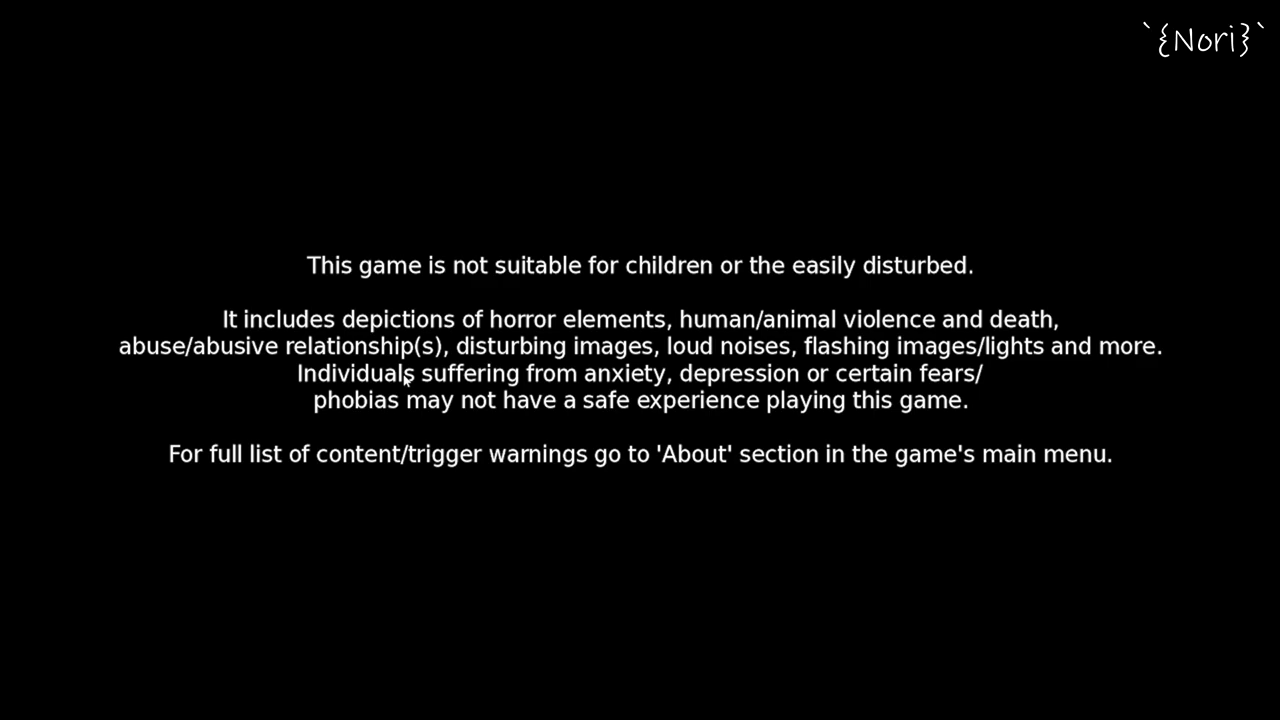 `{Nori}`
This game is not suitable for children or the easily disturbed.
It includes depictions of horror elements, human/animal violence and death,
abuse/abusive relationship(s), disturbing images, loud noises, flashing images/lights and more.
Individuals suffering from anxiety, depression or certain fears/
phobias may not have a safe experience playing this game.
For full list of content/trigger warnings go to 'About' section in the game's main menu.